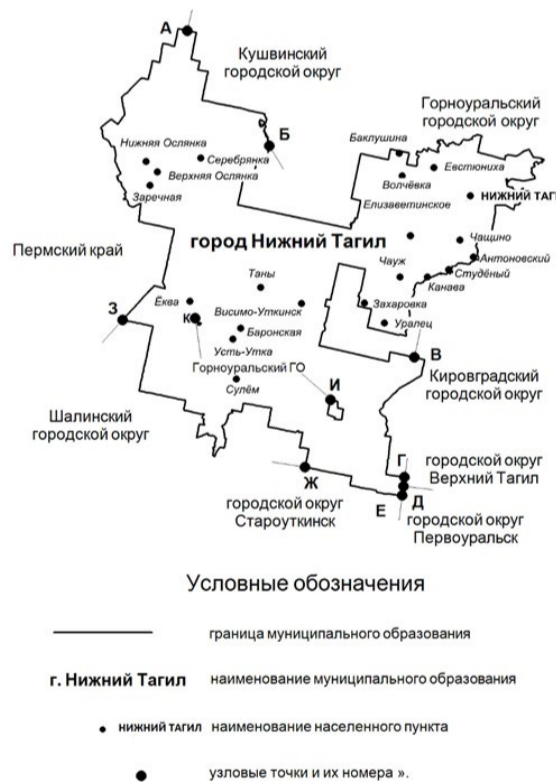 А
Кушвинский
городской округ
Б
Горноуральский
городской округ
Баклушина
Нижняя Ослянка
Серебрянка
Евстюниха
Верхняя Ослянка
Волчёвка
Заречная
Елизаветинское
НИЖНИЙ ТАГИ
город Нижний Тагил
Чащино
Пермский край
Антоновский
Чауж
Студёный
Таны
Канава
Ёква
З
Захаровка
Висимо-Уткинск
К
Баронская
Уралец
Усть-Утка
Горноуральский ГО
В
И
Кировградский
городской округ
Сулём
Шалинский
городской округ
Г
городской округ
Верхний Тагил
Ж
Е
Д
городской округ
Староуткинск
городской округ
Первоуральск
Условные обозначения
граница муниципального образования
г. Нижний Тагил наименование муниципального образования
НИЖНИЙ ТАГИЛ наименование населенного пункта
узловые точки и их номера ».